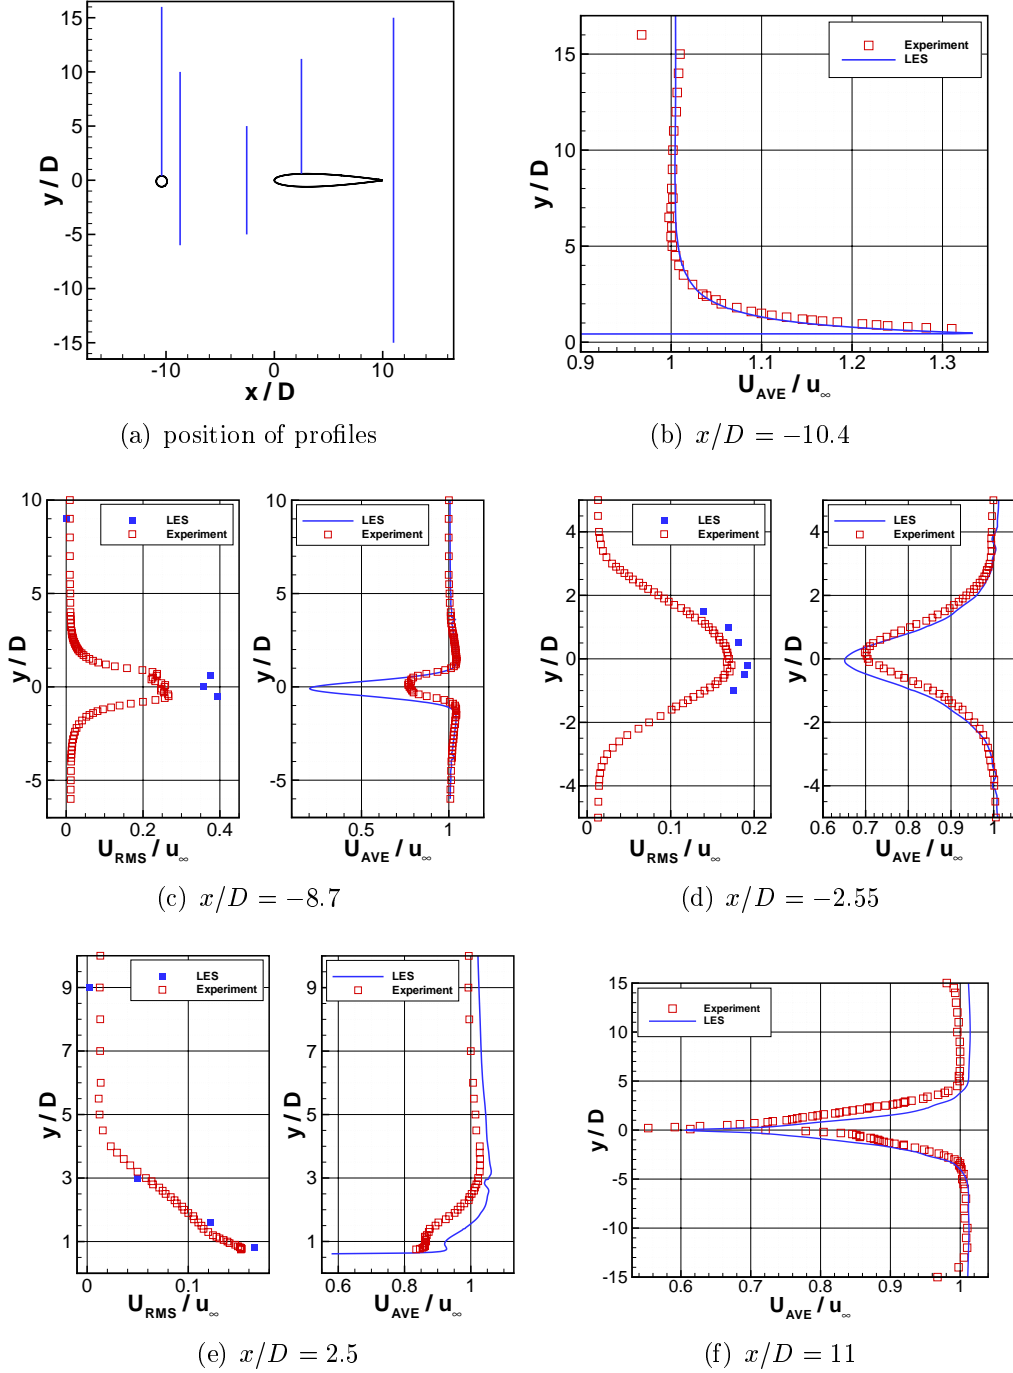 15
10
5
0
-5
-10
-15
y / D
-10
0
10
x / D
(a) position of profiles
Experiment
LES
15
10
5
0
y / D
0.9
1
1.1
1.2
1.3
U_AVE / u_∞
(b) x/D = −10.4
LES
Experiment
10
5
0
-5
y / D
0
0.2
0.4
U_RMS / u_∞
LES
Experiment
10
5
0
-5
y / D
0.5
1
U_AVE / u_∞
(c) x/D = −8.7
LES
Experiment
4
2
0
-2
-4
y / D
0
0.1
0.2
U_RMS / u_∞
LES
Experiment
4
2
0
-2
-4
y / D
0.6
0.7
0.8
0.9
1
U_AVE / u_∞
(d) x/D = −2.55
LES
Experiment
9
7
5
3
1
y / D
0
0.1
U_RMS / u_∞
LES
Experiment
9
7
5
3
1
y / D
0.6
0.8
1
U_AVE / u_∞
(e) x/D = 2.5
Experiment
LES
15
10
5
0
-5
-10
-15
y / D
0.6
0.7
0.8
0.9
1
U_AVE / u_∞
(f) x/D = 11